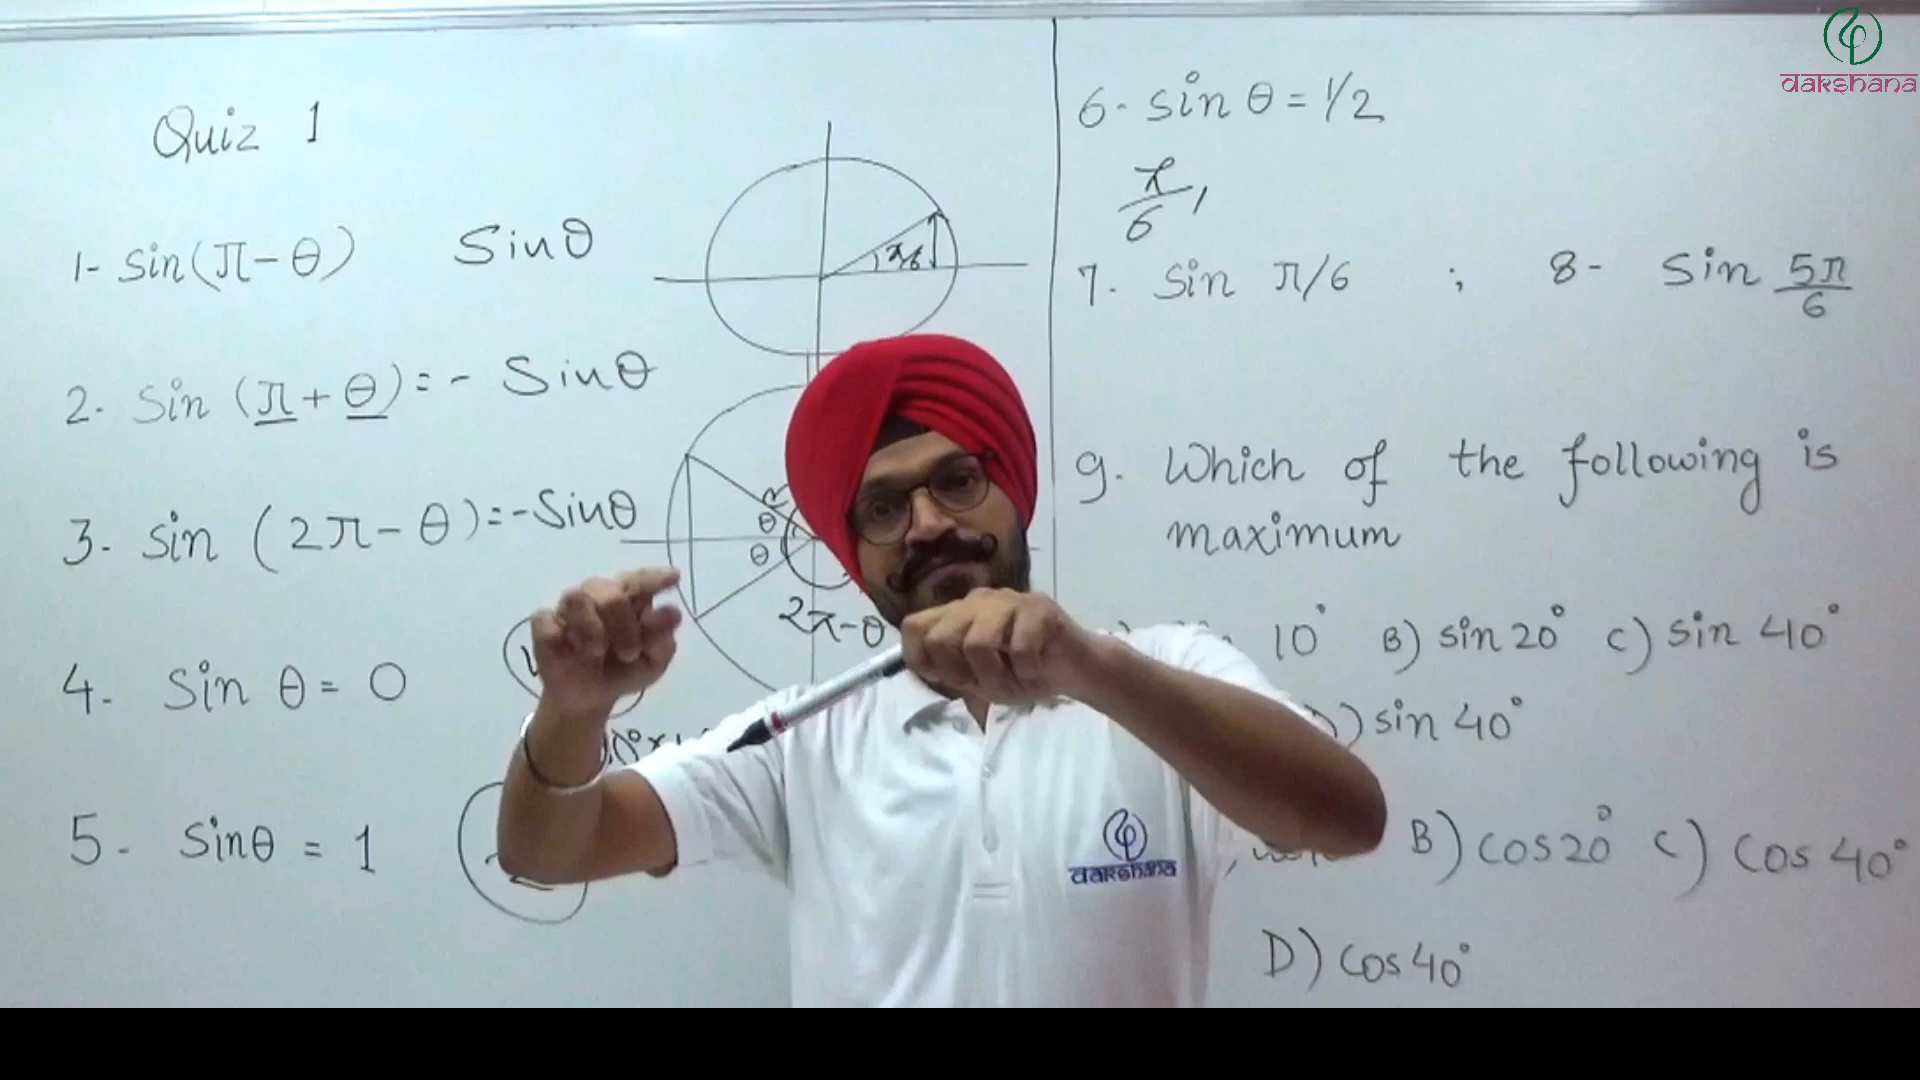 dakshana
Quiz 1
1- sin(π-θ) Sinθ
2. Sin (π+θ)=- Sinθ
3. sin (2π-θ)=-Sinθ
4. Sin θ= 0
5. Sinθ = 1
π/6
θ
θ
2π-θ
6- sin θ = 1/2
π/6,
7. Sin π/6 ; 8- Sin 5π/6
9. Which of the following is
maximum
10° B) sin 20° C) sin 40°
D) sin 40°
B) cos 20° C) cos 40°
D) cos 40°
dakshana